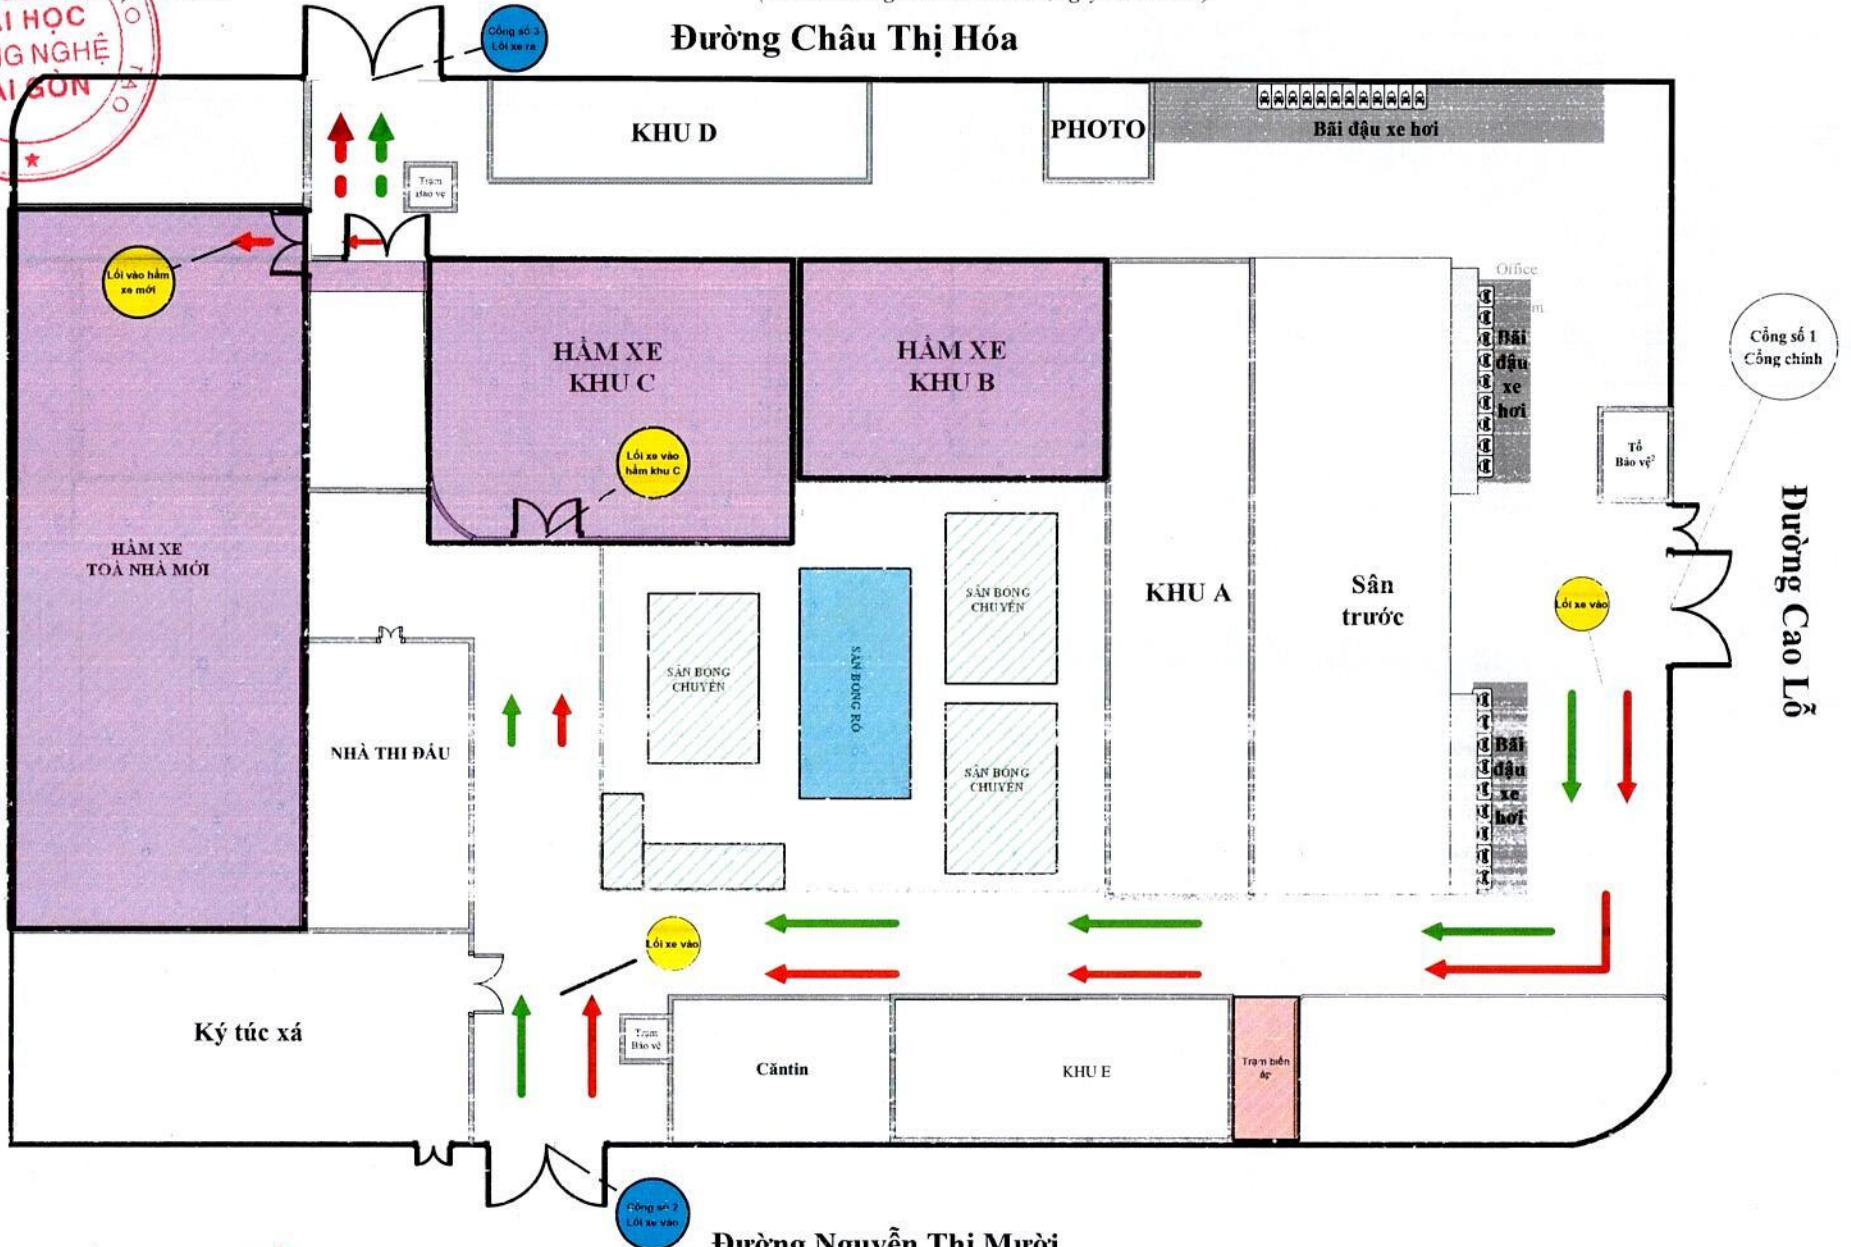 ĐẠI HỌC
NG NGHỆ
ÀI GÒN
TẠO
Cổng số 3
Lối xe ra
Đường Châu Thị Hóa
KHU D
PHOTO
Bãi đậu xe hơi
Trạm
Bảo vệ
Lối vào hầm
xe mới
HẦM XE
KHU C
HẦM XE
KHU B
Office
Bãi
đậu
xe
hơi
Cổng số 1
Cổng chính
Lối xe vào
hầm khu C
Tổ
Bảo vệ²
Đường Cao Lỗ
HẦM XE
TOÀ NHÀ MỚI
SÂN BÓNG
CHUYỀN
SÂN BÓNG RỔ
SÂN BÓNG
CHUYỀN
KHU A
Sân
trước
Lối xe vào
NHÀ THI ĐẤU
SÂN BÓNG
CHUYỀN
Bãi
đậu
xe
hơi
Lối xe vào
Ký túc xá
Trạm
Bảo vệ
Căntin
KHU E
Trạm biến
áp
Cổng số 2
Lối xe vào
Đường Nguyễn Thị Mười